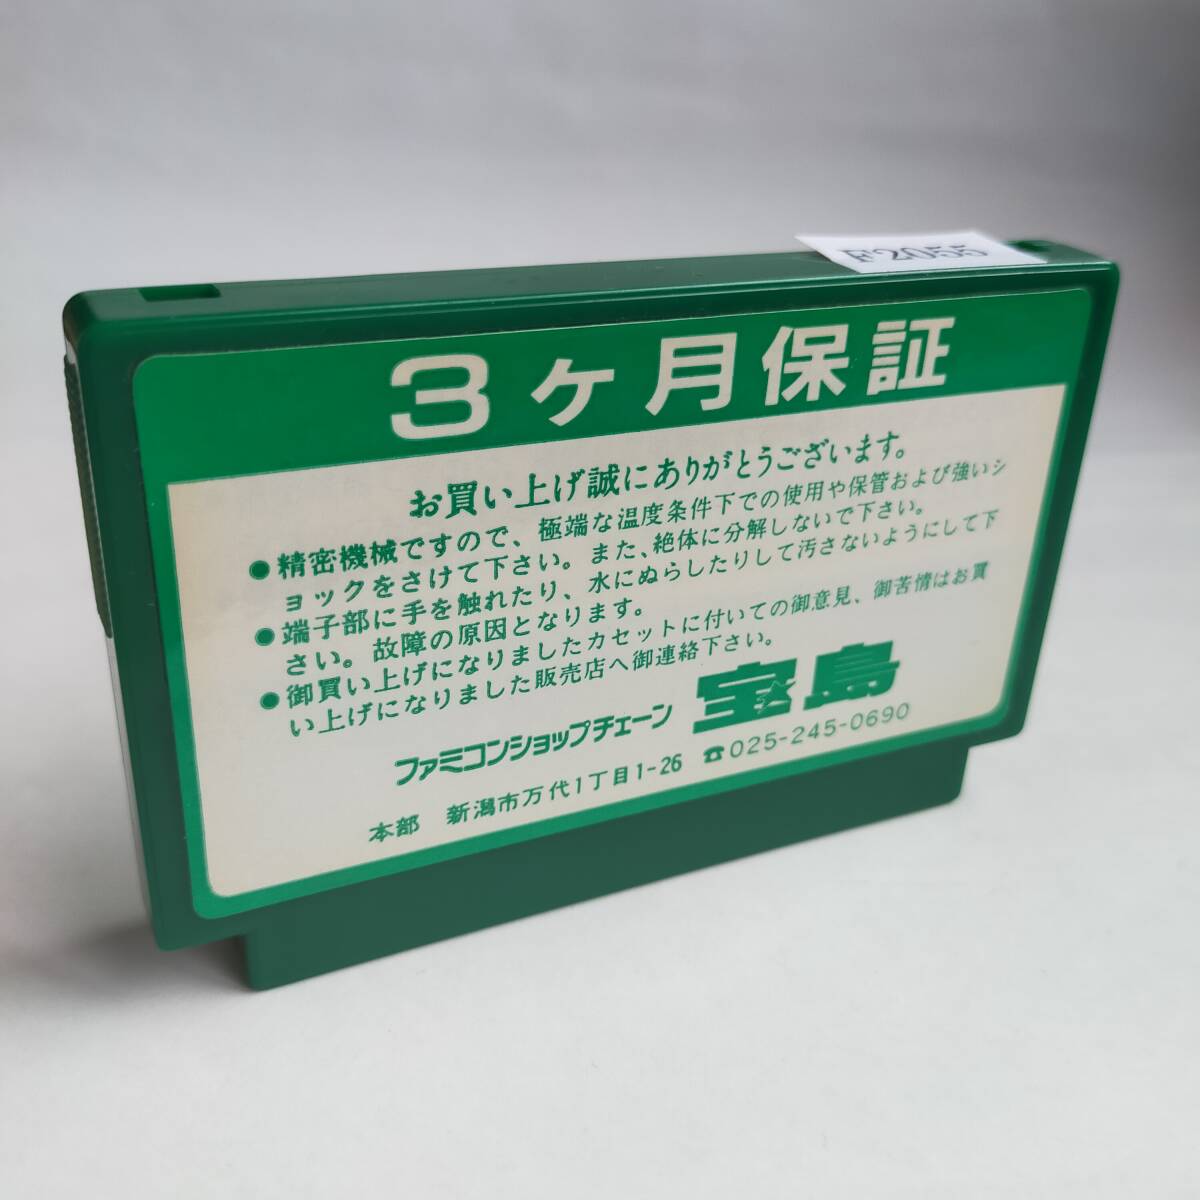 F2055
3ヶ月保証
お買い上げ誠にありがとうございます。
●精密機械ですので、極端な温度条件下での使用や保管および強いシ
ョックをさけて下さい。また、絶体に分解しないで下さい。
●端子部に手を触れたり、水にぬらしたりして汚さないようにして下
さい。故障の原因となります。
●御買い上げになりましたカセットに付いての御意見、御苦情はお買
い上げになりました販売店へ御連絡下さい。
ファミコンショップチェーン 宝島
本部 新潟市万代1丁目1-26 ☎025-245-0690